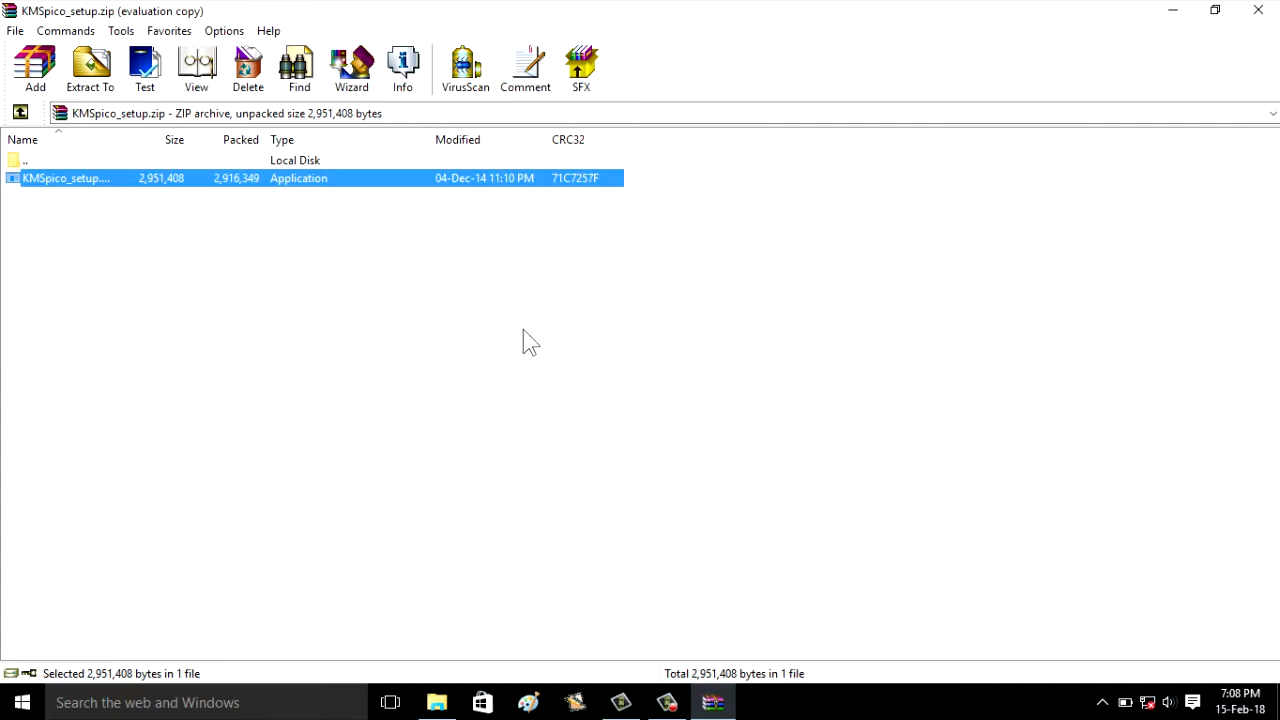 KMSpico_setup.zip (evaluation copy)
File Commands Tools Favorites Options Help
Add Extract To Test View Delete Find Wizard Info VirusScan Comment SFX
KMSpico_setup.zip - ZIP archive, unpacked size 2,951,408 bytes
Name Size Packed Type Modified CRC32
.. Local Disk
KMSpico_setup.... 2,951,408 2,916,349 Application 04-Dec-14 11:10 PM 71C7257F
Selected 2,951,408 bytes in 1 file Total 2,951,408 bytes in 1 file
Search the web and Windows
7:08 PM
15-Feb-18